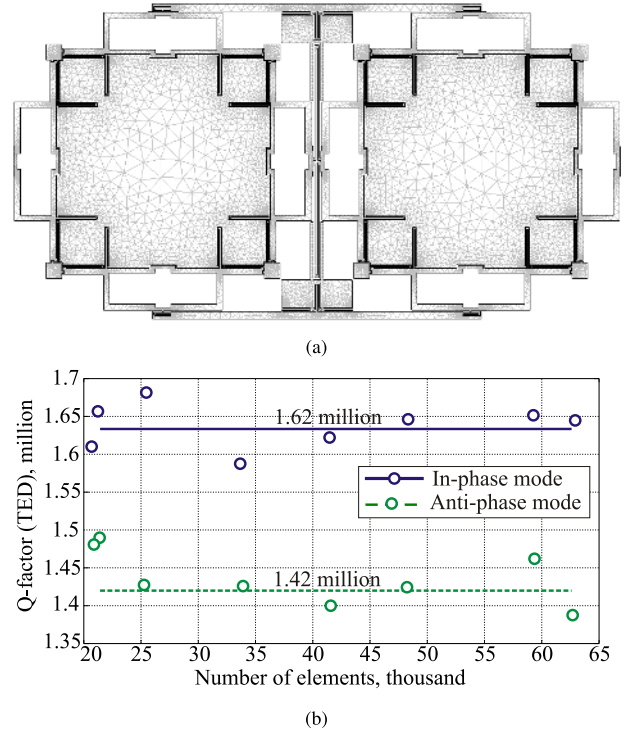 (a)
1.7
1.65
1.6
1.55
1.5
1.45
1.4
1.35
Q-factor (TED), million
1.62 million
In-phase mode
Anti-phase mode
1.42 million
20 25 30 35 40 45 50 55 60 65
Number of elements, thousand
(b)